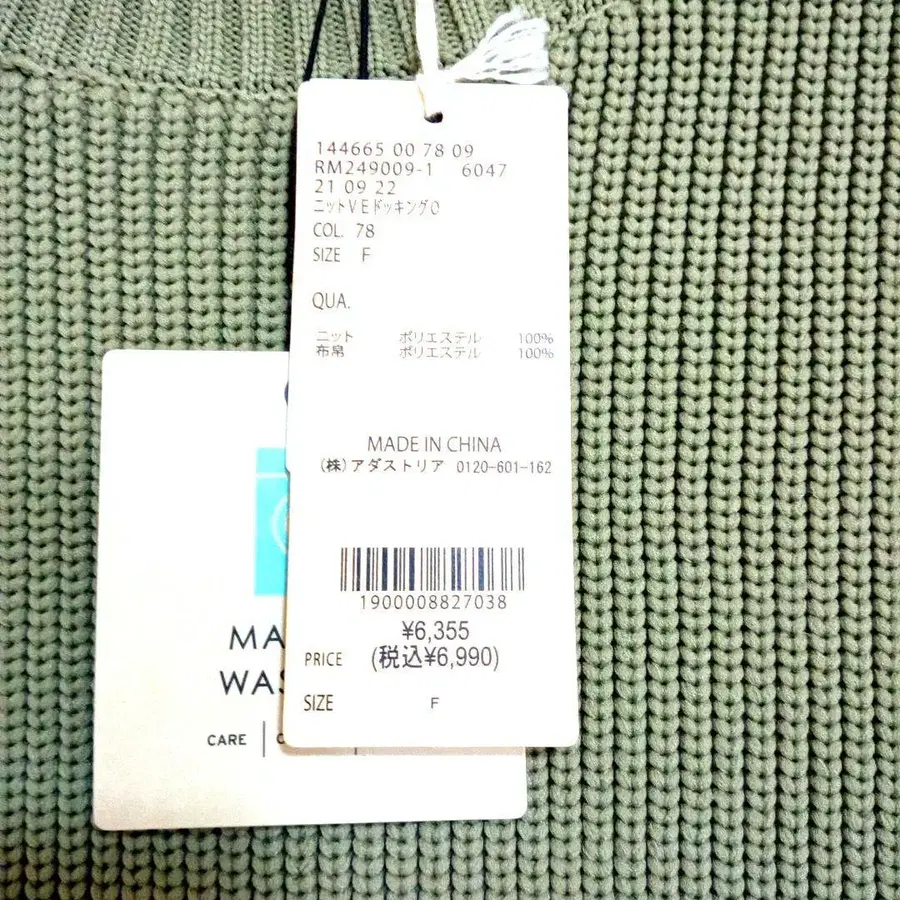 144665 00 78 09
RM249009-1 6047
21 09 22
ニットVEドッキングO
COL. 78
SIZE F
QUA.
ニット ポリエステル 100%
布帛 ポリエステル 100%
MADE IN CHINA
(株)アダストリア 0120-601-162
1900008827038
¥6,355
PRICE (税込¥6,990)
SIZE F
MA
WAS
CARE